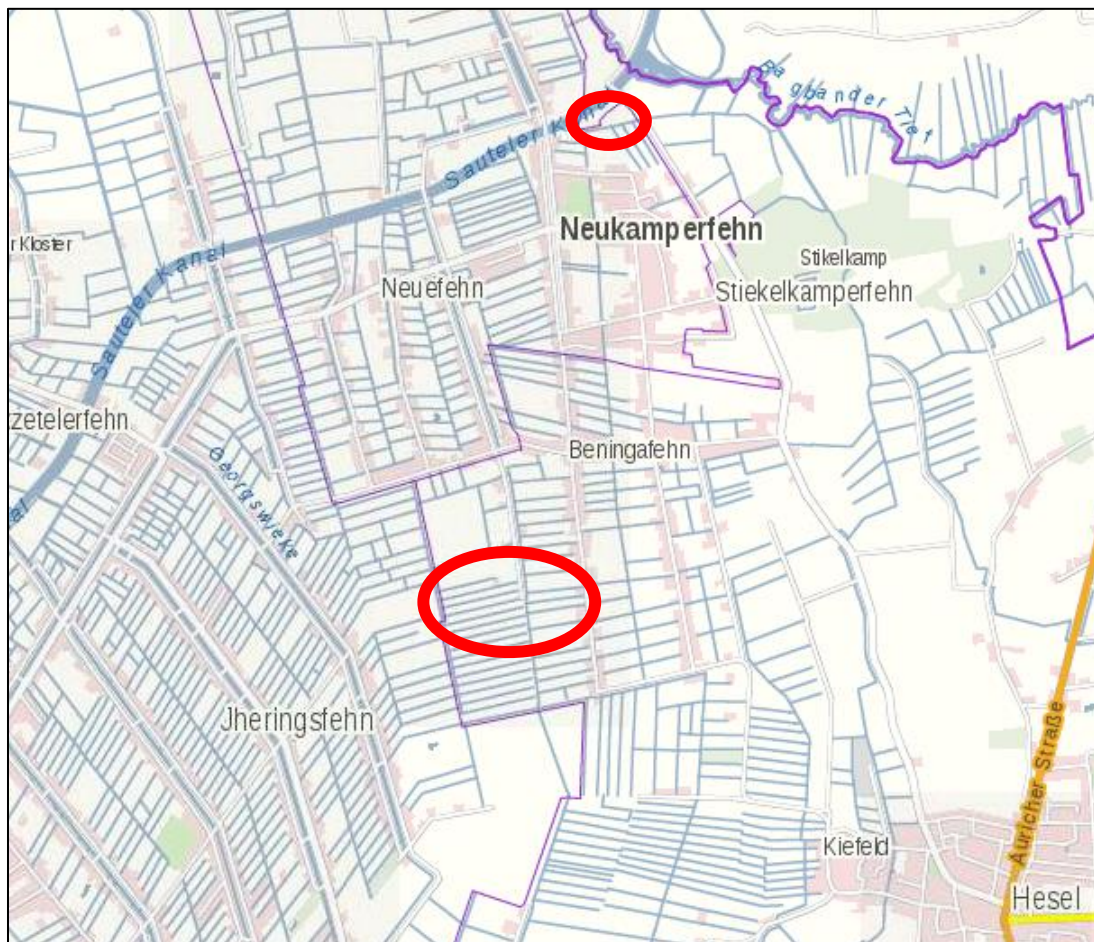 Bagbander Tief
Sauteler Kanal
Neukamperfehn
r Kloster
Stikelkamp
Neuefehn
Stiekelkamperfehn
Sauteler Kanal
zetelerfehn
Beningafehn
Georgswieke
al
Jheringsfehn
Auricher Straße
Kiefeld
Hesel